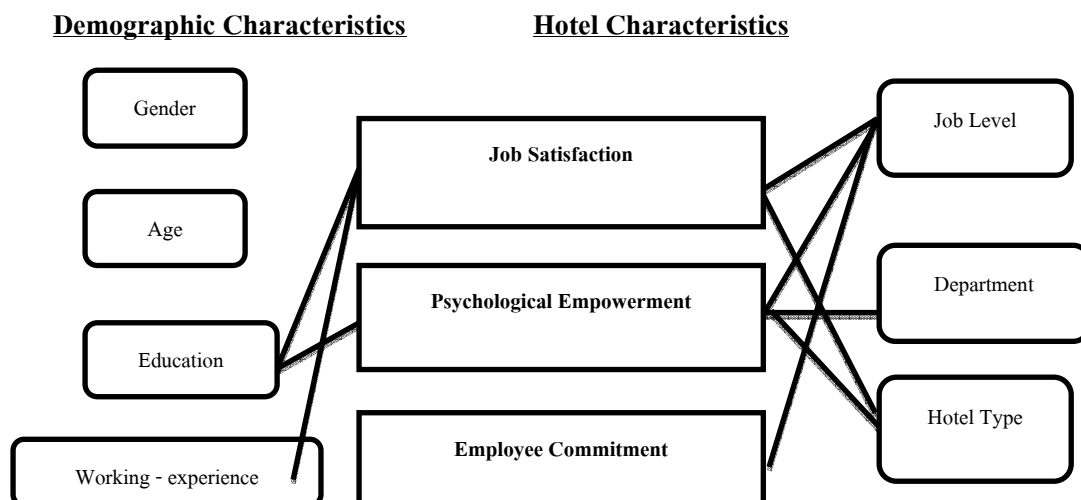 Demographic Characteristics
Hotel Characteristics
Gender
Age
Education
Working - experience
Job Satisfaction
Psychological Empowerment
Employee Commitment
Job Level
Department
Hotel Type